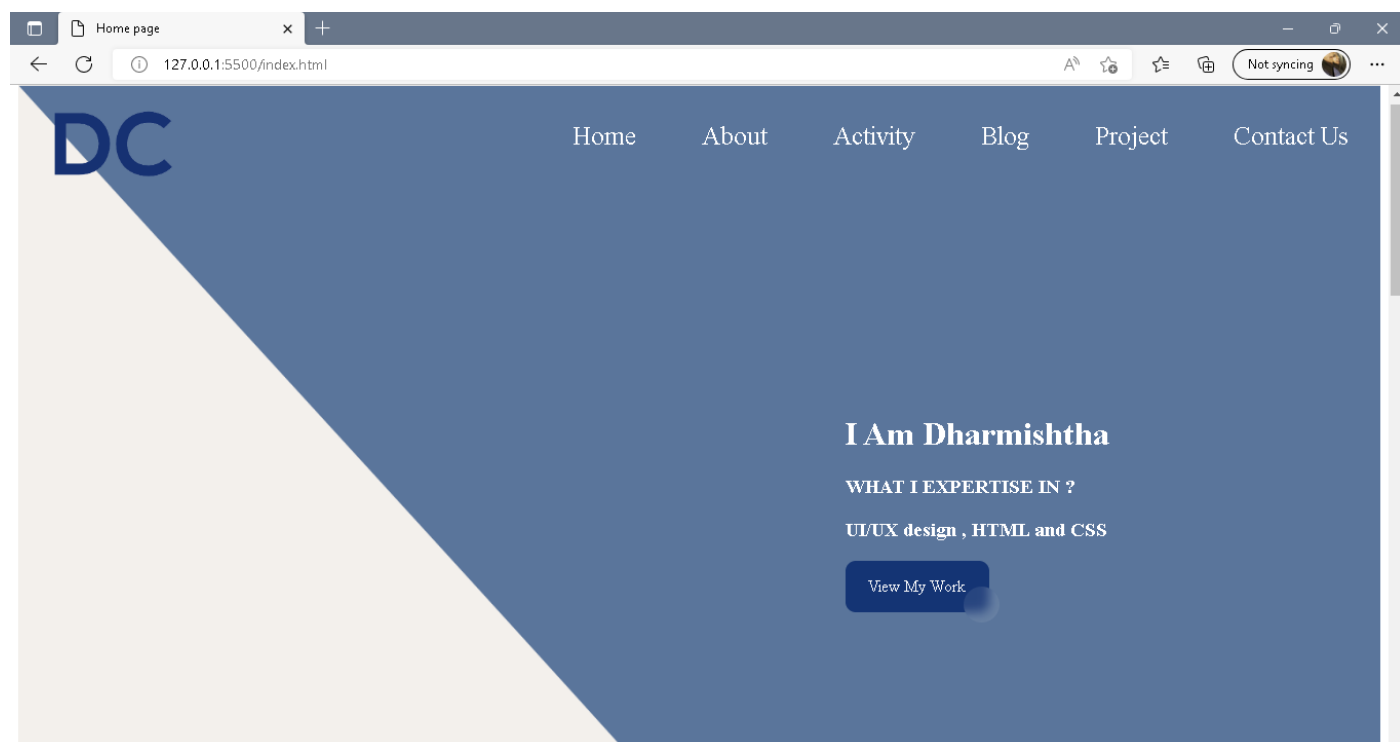 Home page
127.0.0.1:5500/index.html
Not syncing
DC
Home About Activity Blog Project Contact Us
I Am Dharmishtha
WHAT I EXPERTISE IN ?
UI/UX design , HTML and CSS
View My Work